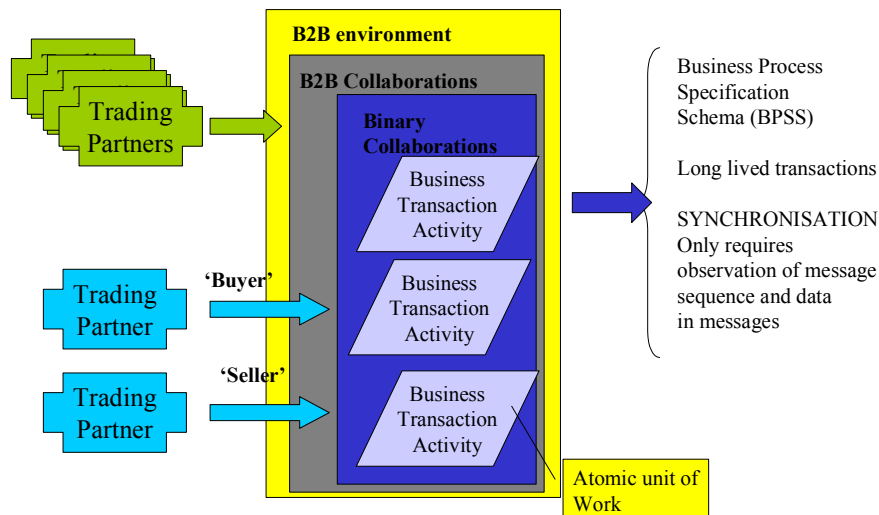 B2B environment
B2B Collaborations
Trading
Partners
Binary
Collaborations
Business
Transaction
Activity
Business
Transaction
Activity
Business
Transaction
Activity
Trading
Partner
‘Buyer’
Trading
Partner
‘Seller’
Atomic unit of
Work
Business Process
Specification
Schema (BPSS)
Long lived transactions
SYNCHRONISATION
Only requires
observation of message
sequence and data
in messages